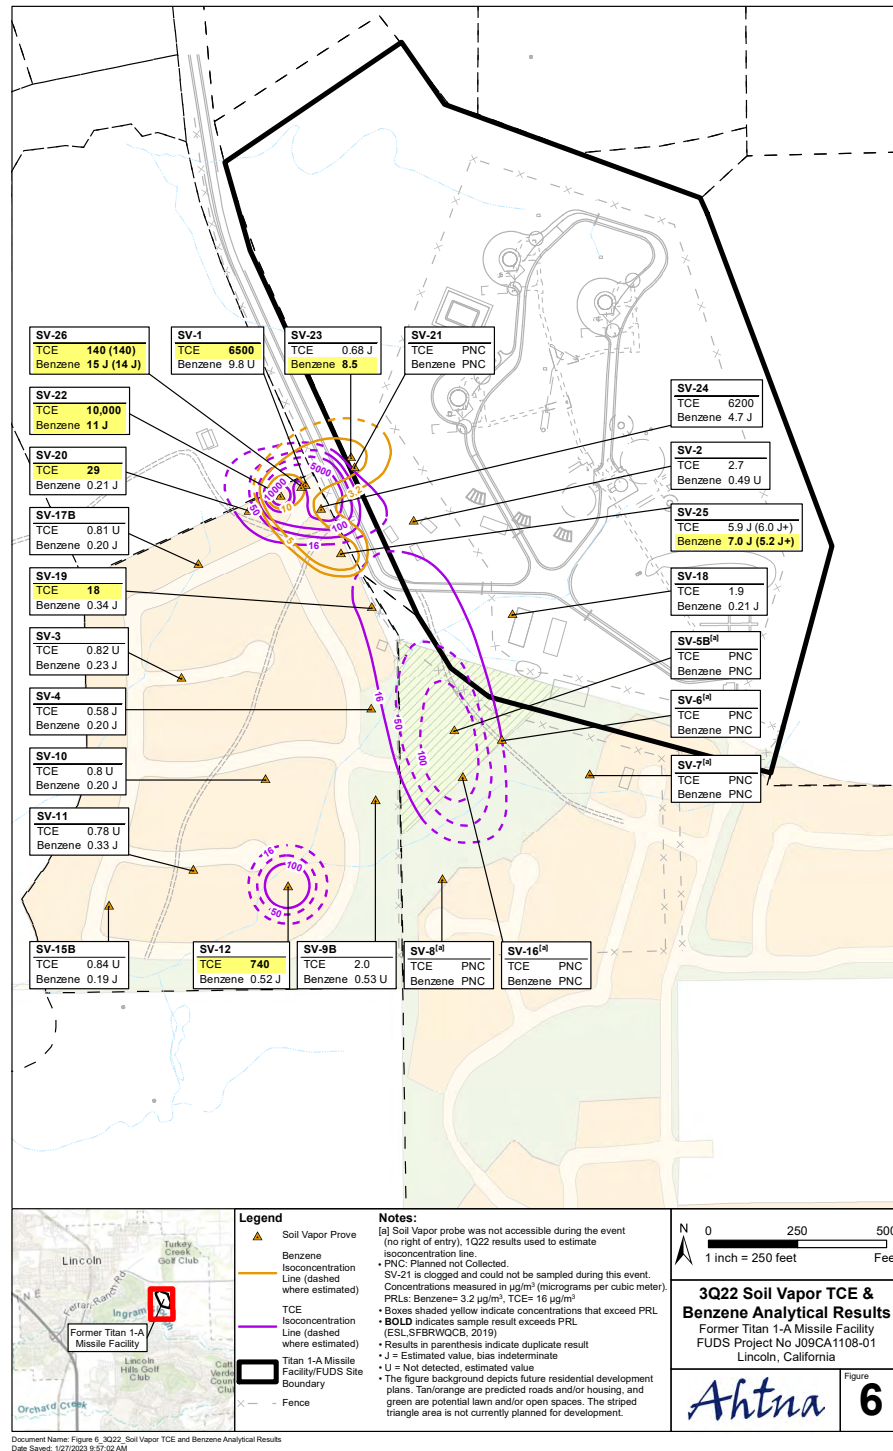 SV-26
TCE 140 (140)
Benzene 15 J (14 J)
SV-1
TCE 6500
Benzene 9.8 U
SV-23
TCE 0.68 J
Benzene 8.5
SV-21
TCE PNC
Benzene PNC
SV-22
TCE 10,000
Benzene 11 J
SV-24
TCE 6200
Benzene 4.7 J
SV-20
TCE 29
Benzene 0.21 J
SV-2
TCE 2.7
Benzene 0.49 U
SV-17B
TCE 0.81 U
Benzene 0.20 J
SV-25
TCE 5.9 J (6.0 J+)
Benzene 7.0 J (5.2 J+)
SV-19
TCE 18
Benzene 0.34 J
SV-18
TCE 1.9
Benzene 0.21 J
SV-3
TCE 0.82 U
Benzene 0.23 J
SV-5B[a]
TCE PNC
Benzene PNC
SV-4
TCE 0.58 J
Benzene 0.20 J
SV-6[a]
TCE PNC
Benzene PNC
SV-10
TCE 0.8 U
Benzene 0.20 J
SV-7[a]
TCE PNC
Benzene PNC
SV-11
TCE 0.78 U
Benzene 0.33 J
SV-15B
TCE 0.84 U
Benzene 0.19 J
SV-12
TCE 740
Benzene 0.52 J
SV-9B
TCE 2.0
Benzene 0.53 U
SV-8[a]
TCE PNC
Benzene PNC
SV-16[a]
TCE PNC
Benzene PNC
5000
10000
3.2
10
50
100
16
5
16
50
100
16
100
50
Lincoln
Turkey
Creek
Golf Club
Ferrari Ranch Rd
Ingram
Former Titan 1-A
Missile Facility
Lincoln
Hills Golf
Club
Catt
Verde
Coun
Club
Orchard Creek
Legend
Soil Vapor Prove
Benzene
Isoconcentration
Line (dashed
where estimated)
TCE
Isoconcentration
Line (dashed
where estimated)
Titan 1-A Missile
Facility/FUDS Site
Boundary
Fence
Notes:
[a] Soil Vapor probe was not accessible during the event
(no right of entry), 1Q22 results used to estimate
isoconcentration line.
• PNC: Planned not Collected.
SV-21 is clogged and could not be sampled during this event.
Concentrations measured in µg/m³ (micrograms per cubic meter).
PRLs: Benzene= 3.2 µg/m³, TCE= 16 µg/m³
• Boxes shaded yellow indicate concentrations that exceed PRL
• BOLD indicates sample result exceeds PRL
(ESL,SFBRWQCB, 2019)
• Results in parenthesis indicate duplicate result
• J = Estimated value, bias indeterminate
• U = Not detected, estimated value
• The figure background depicts future residential development
plans. Tan/orange are predicted roads and/or housing, and
green are potential lawn and/or open spaces. The striped
triangle area is not currently planned for development.
N
0 250 500
1 inch = 250 feet Fee
3Q22 Soil Vapor TCE &
Benzene Analytical Results
Former Titan 1-A Missile Facility
FUDS Project No J09CA1108-01
Lincoln, California
Ahtna
Figure
6
Document Name: Figure 6_3Q22_Soil Vapor TCE and Benzene Analytical Results
Date Saved: 1/27/2023 9:57:02 AM